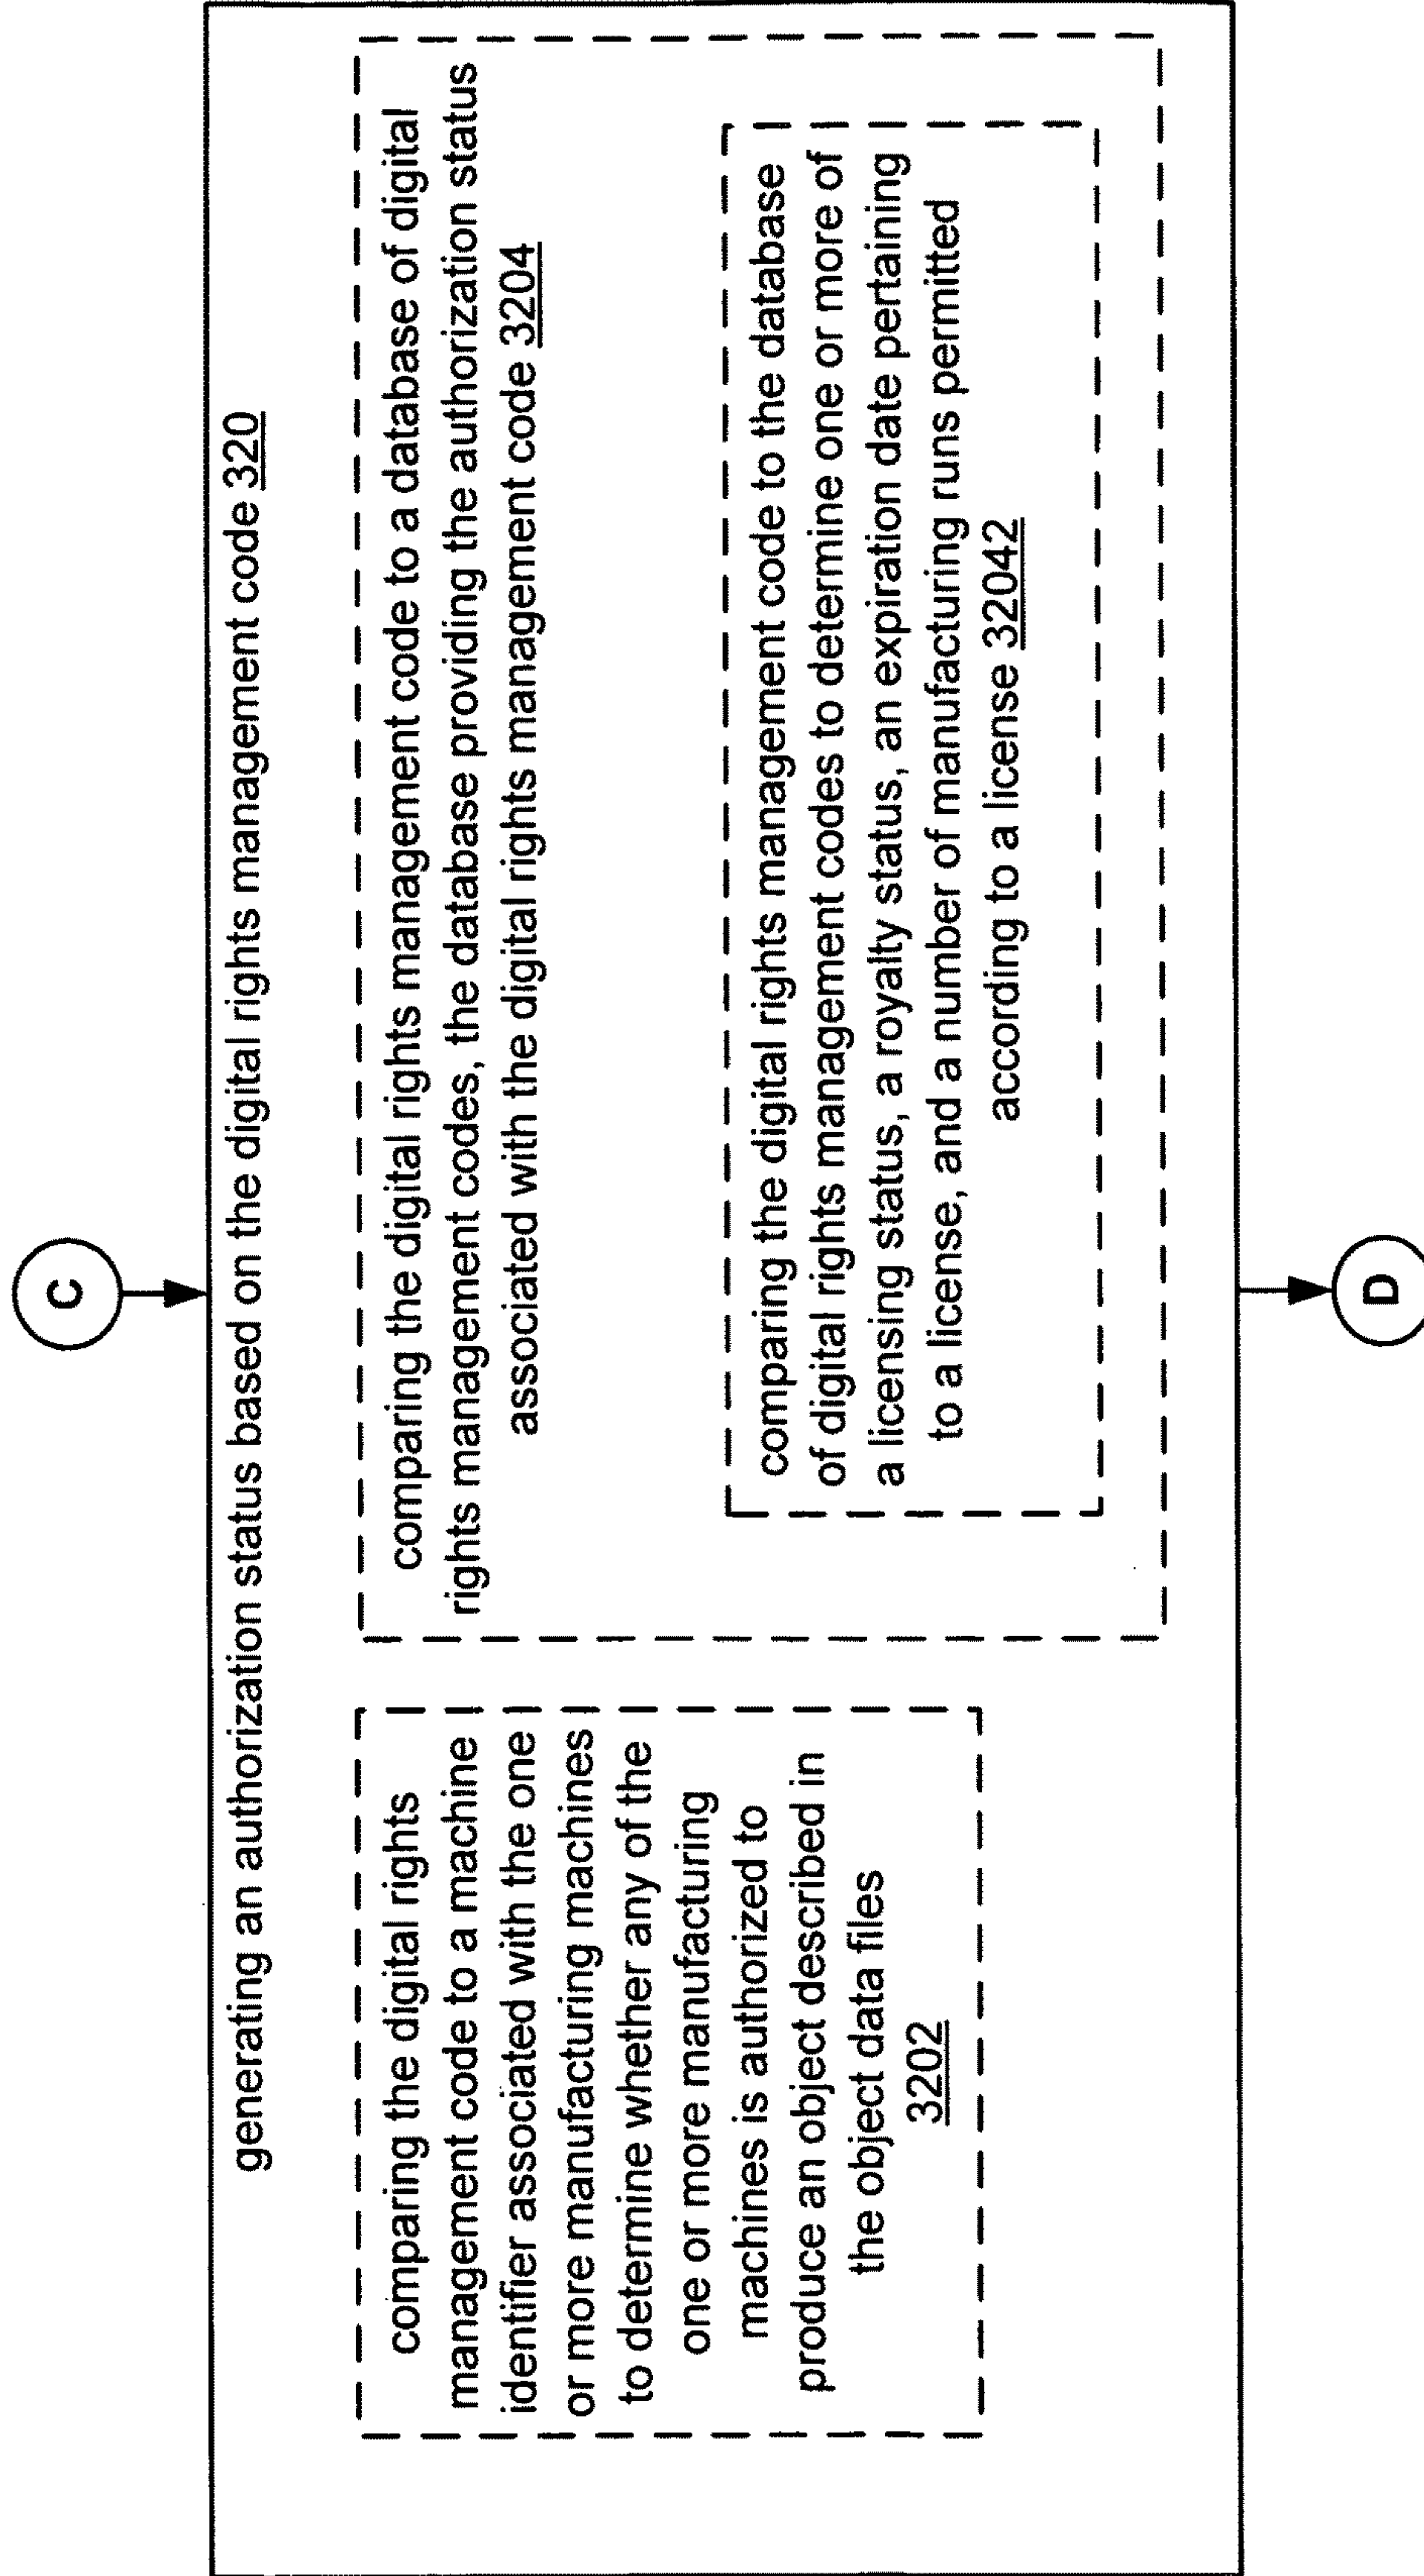 C
generating an authorization status based on the digital rights management code 320
comparing the digital rights
management code to a machine
identifier associated with the one
or more manufacturing machines
to determine whether any of the
one or more manufacturing
machines is authorized to
produce an object described in
the object data files
3202
comparing the digital rights management code to a database of digital
rights management codes, the database providing the authorization status
associated with the digital rights management code 3204
comparing the digital rights management code to the database
of digital rights management codes to determine one or more of
a licensing status, a royalty status, an expiration date pertaining
to a license, and a number of manufacturing runs permitted
according to a license 32042
D